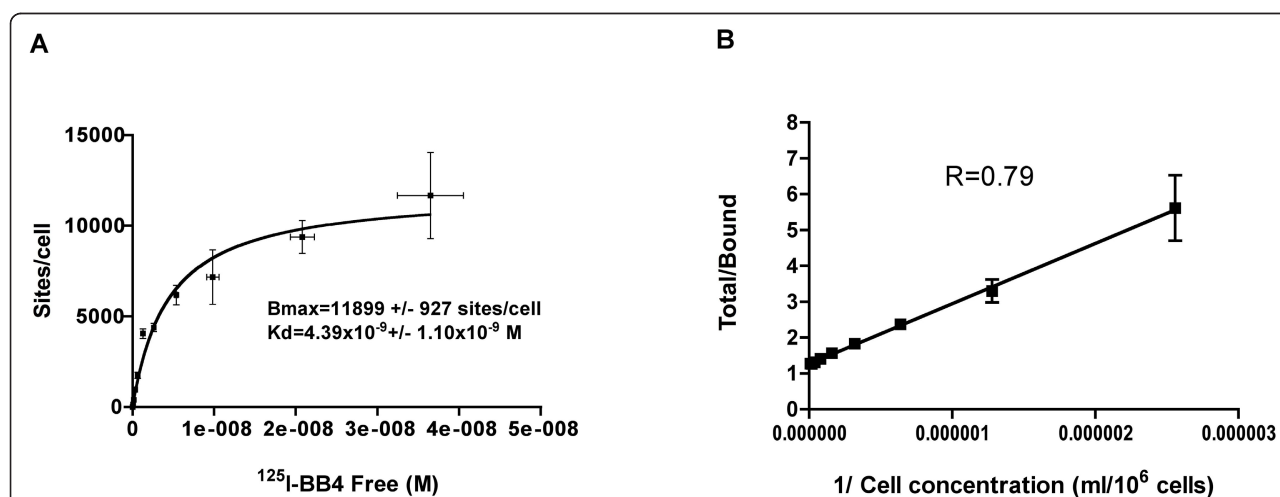 A
15000
10000
5000
0
Sites/cell
Bmax=11899 +/- 927 sites/cell
Kd=4.39x10⁻⁹+/- 1.10x10⁻⁹ M
0 1e-008 2e-008 3e-008 4e-008 5e-008
¹²⁵I-BB4 Free (M)
B
8
7
6
5
4
3
2
1
0
Total/Bound
R=0.79
0.000000 0.000001 0.000002 0.000003
1/ Cell concentration (ml/10⁶ cells)